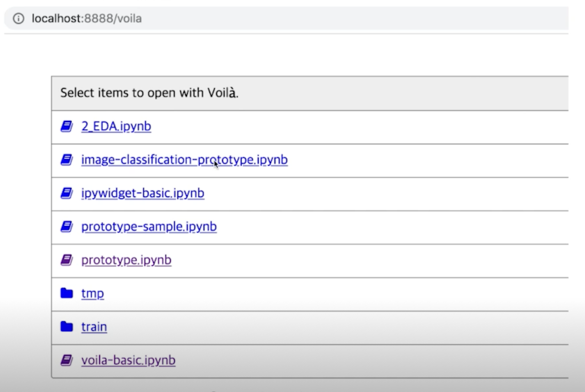 localhost:8888/voila
Select items to open with Voilà.
2_EDA.ipynb
image-classification-prototype.ipynb
ipywidget-basic.ipynb
prototype-sample.ipynb
prototype.ipynb
tmp
train
voila-basic.ipynb